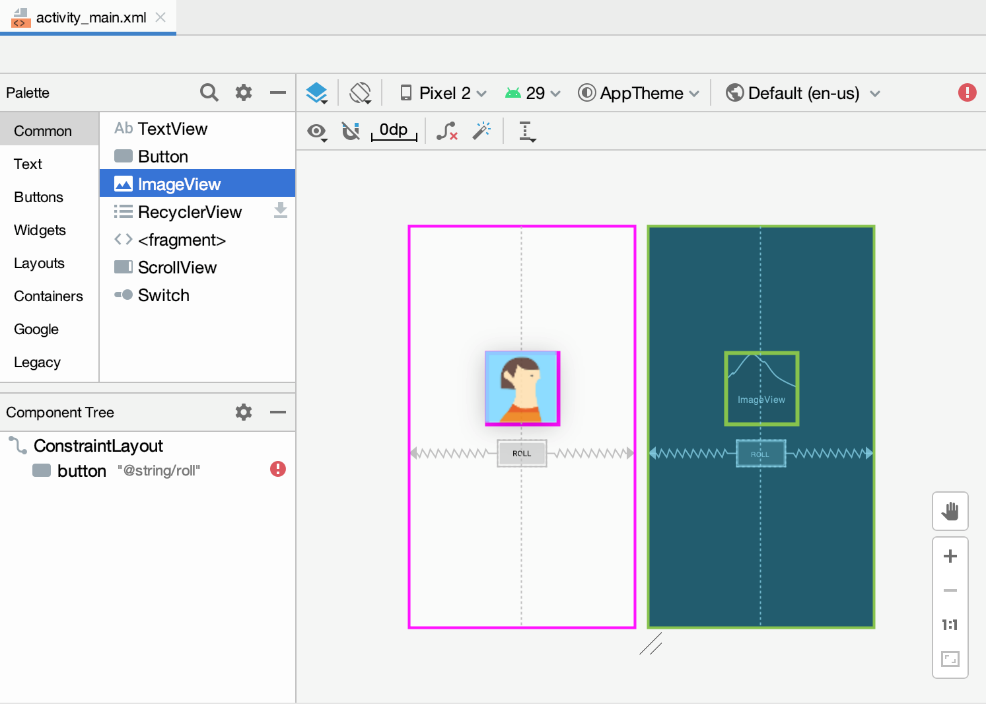 activity_main.xml
Palette
Pixel 2
29
AppTheme
Default (en-us)
Common
Text
Buttons
Widgets
Layouts
Containers
Google
Legacy
Ab TextView
Button
ImageView
RecyclerView
<fragment>
ScrollView
Switch
0dp
Component Tree
ConstraintLayout
button "@string/roll"
ROLL
ImageView
ROLL
1:1